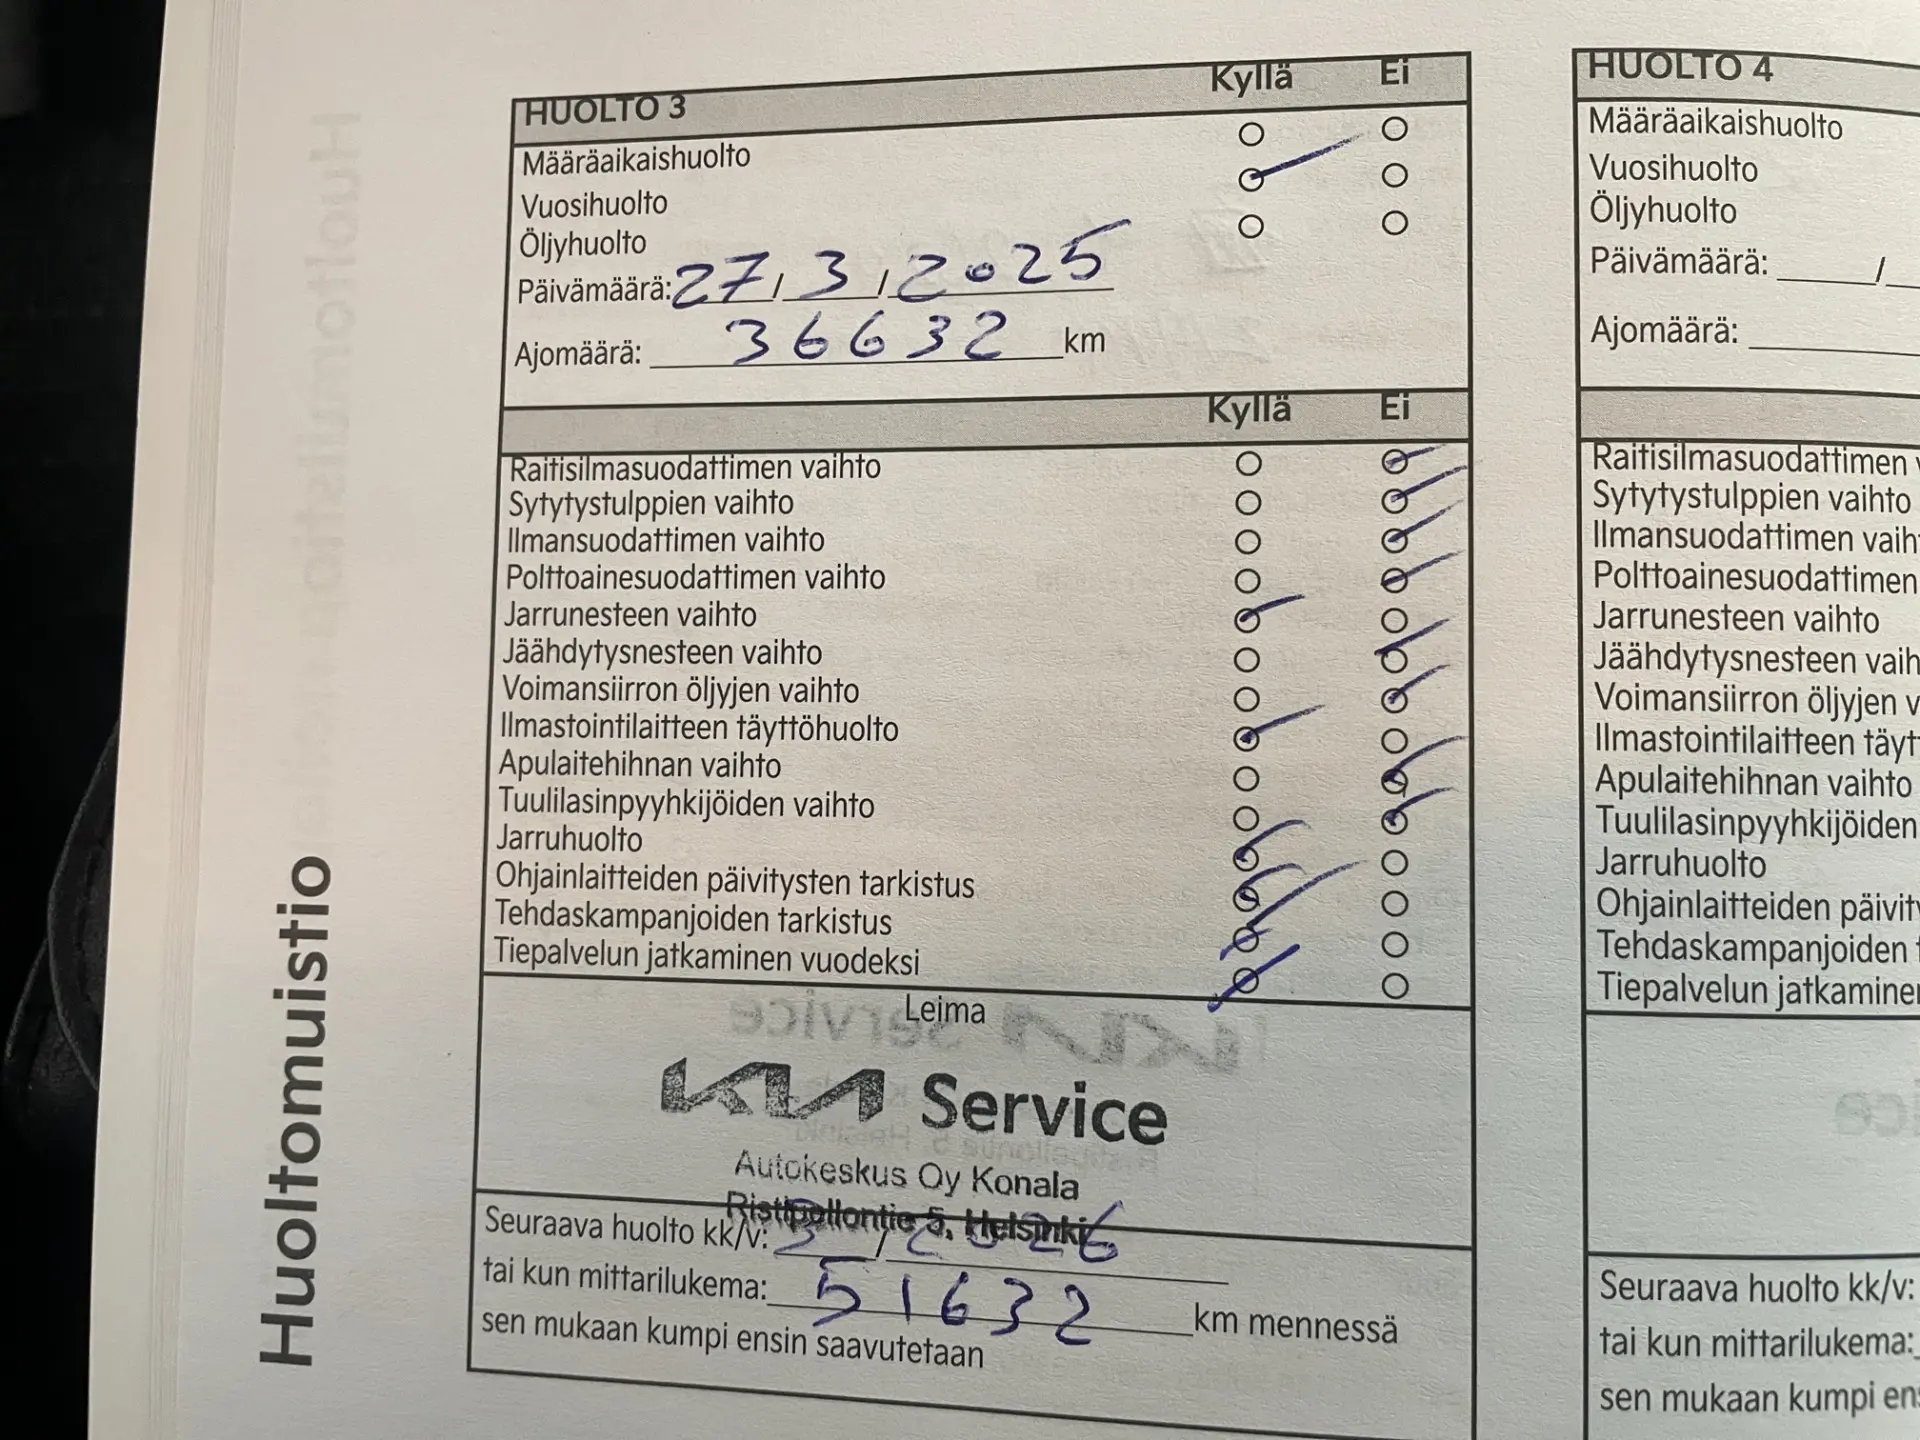 Huoltomuistio
HUOLTO 3 Kyllä Ei
Määräaikaishuolto
Vuosihuolto
Öljyhuolto
Päivämäärä: 27 / 3 / 2025
Ajomäärä: 36632 km
Kyllä Ei
Raitisilmasuodattimen vaihto
Sytytystulppien vaihto
Ilmansuodattimen vaihto
Polttoainesuodattimen vaihto
Jarrunesteen vaihto
Jäähdytysnesteen vaihto
Voimansiirron öljyjen vaihto
Ilmastointilaitteen täyttöhuolto
Apulaitehihnan vaihto
Tuulilasinpyyhkijöiden vaihto
Jarruhuolto
Ohjainlaitteiden päivitysten tarkistus
Tehdaskampanjoiden tarkistus
Tiepalvelun jatkaminen vuodeksi
Leima
KIA Service
Autokeskus Oy Konala
Ristipellontie 5, Helsinki
Seuraava huolto kk/v: 3 / 2026
tai kun mittarilukema: 51632 km mennessä
sen mukaan kumpi ensin saavutetaan
HUOLTO 4
Määräaikaishuolto
Vuosihuolto
Öljyhuolto
Päivämäärä: /
Ajomäärä:
Raitisilmasuodattimen
Sytytystulppien vaihto
Ilmansuodattimen vaih
Polttoainesuodattimen
Jarrunesteen vaihto
Jäähdytysnesteen vaih
Voimansiirron öljyjen v
Ilmastointilaitteen täyt
Apulaitehihnan vaihto
Tuulilasinpyyhkijöiden
Jarruhuolto
Ohjainlaitteiden päivity
Tehdaskampanjoiden
Tiepalvelun jatkaminen
Seuraava huolto kk/v:
tai kun mittarilukema:
sen mukaan kumpi ens